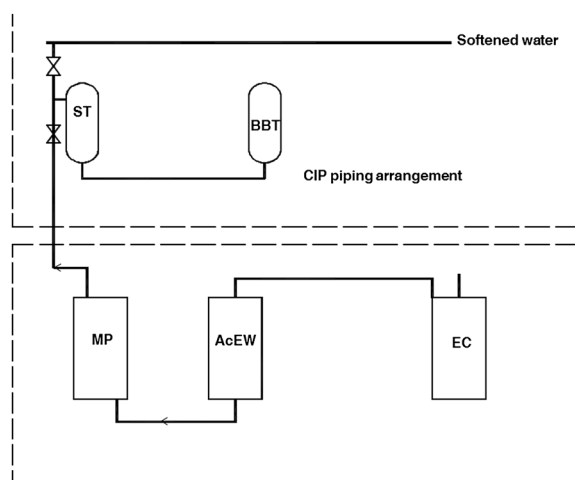 Softened water
ST
BBT
CIP piping arrangement
MP
AcEW
EC